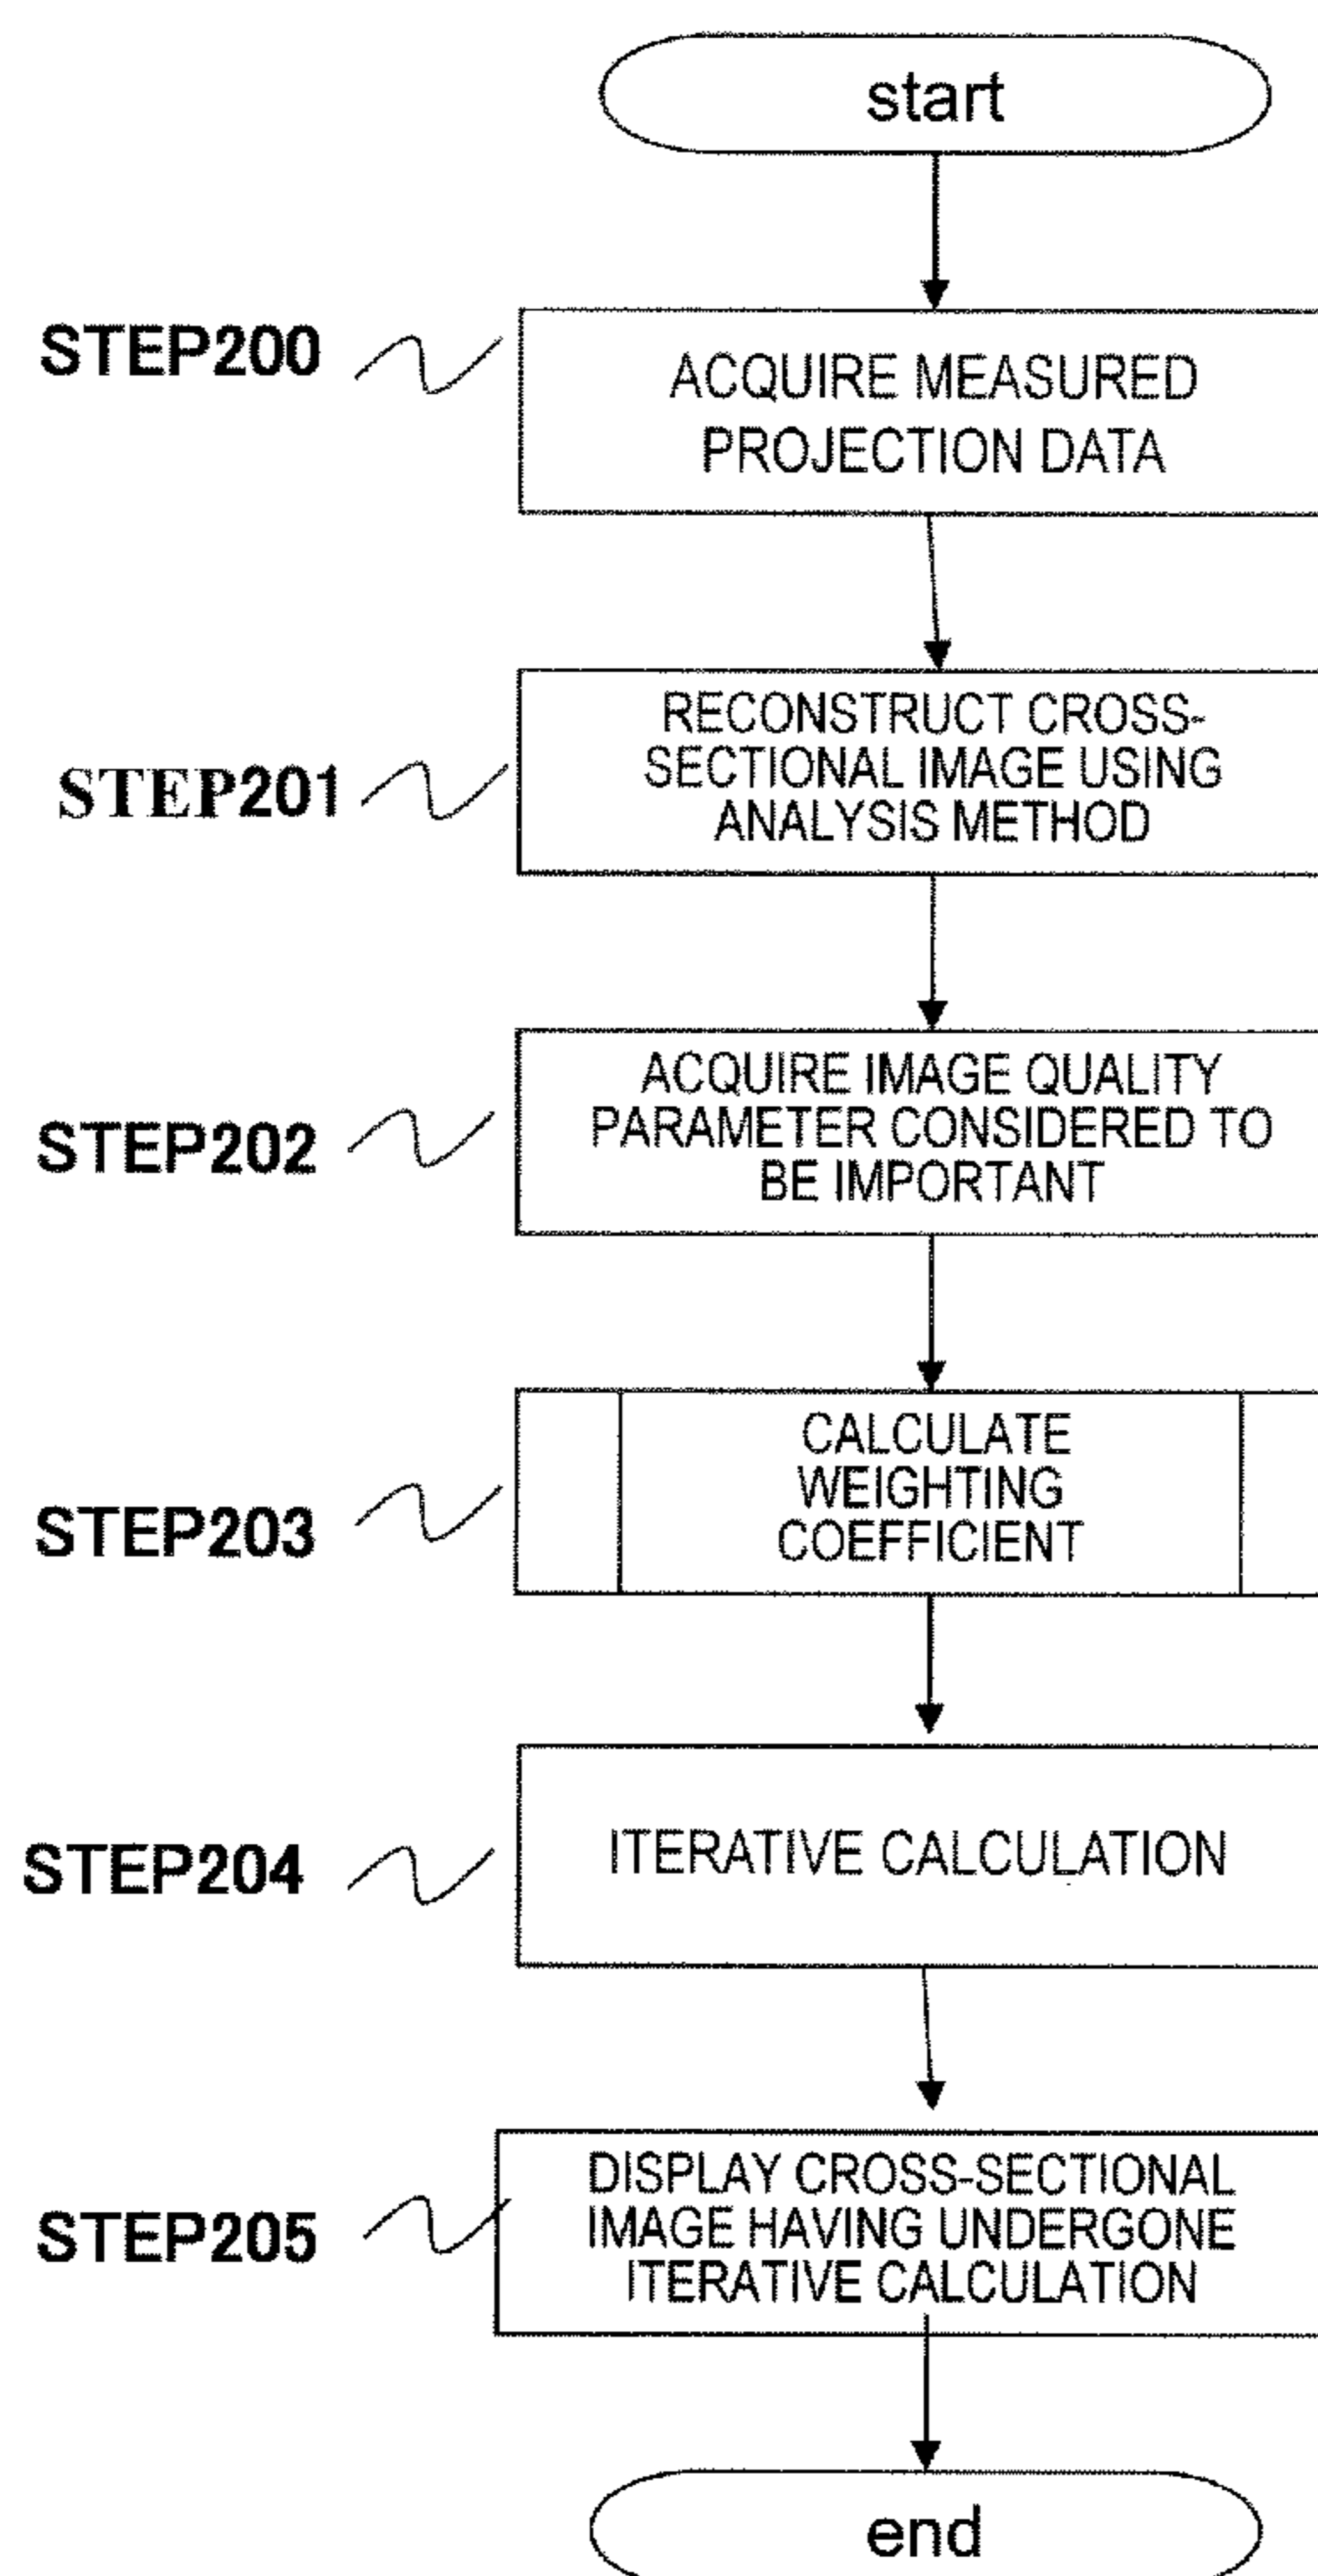 start
STEP200
ACQUIRE MEASURED
PROJECTION DATA
STEP201
RECONSTRUCT CROSS-
SECTIONAL IMAGE USING
ANALYSIS METHOD
STEP202
ACQUIRE IMAGE QUALITY
PARAMETER CONSIDERED TO
BE IMPORTANT
STEP203
CALCULATE
WEIGHTING
COEFFICIENT
STEP204
ITERATIVE CALCULATION
STEP205
DISPLAY CROSS-SECTIONAL
IMAGE HAVING UNDERGONE
ITERATIVE CALCULATION
end